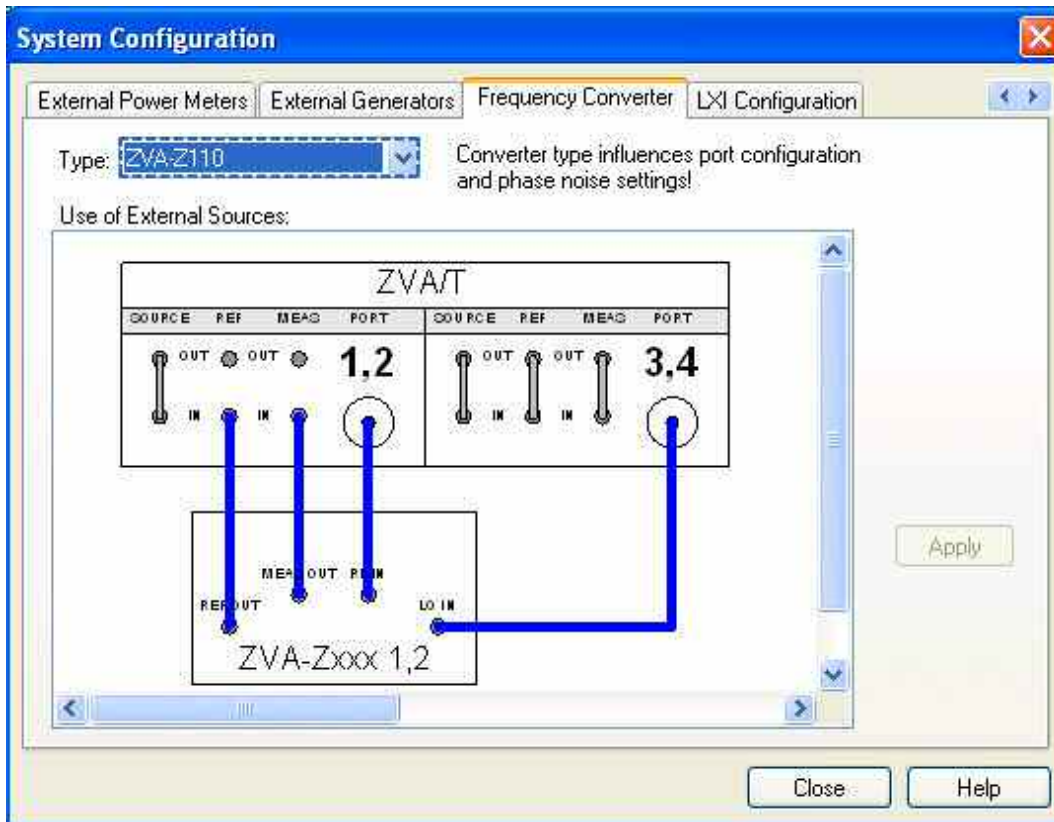 System Configuration
External Power Meters External Generators Frequency Converter LXI Configuration
Type: ZVA-Z110
Converter type influences port configuration
and phase noise settings!
Use of External Sources:
ZVA/T
SOURCE REF MEAS PORT SOURCE REF MEAS PORT
OUT OUT 1,2 OUT OUT 3,4
IN IN IN IN
MEAS OUT RF IN
REF OUT LO IN
ZVA-Zxxx 1,2
Apply
Close Help